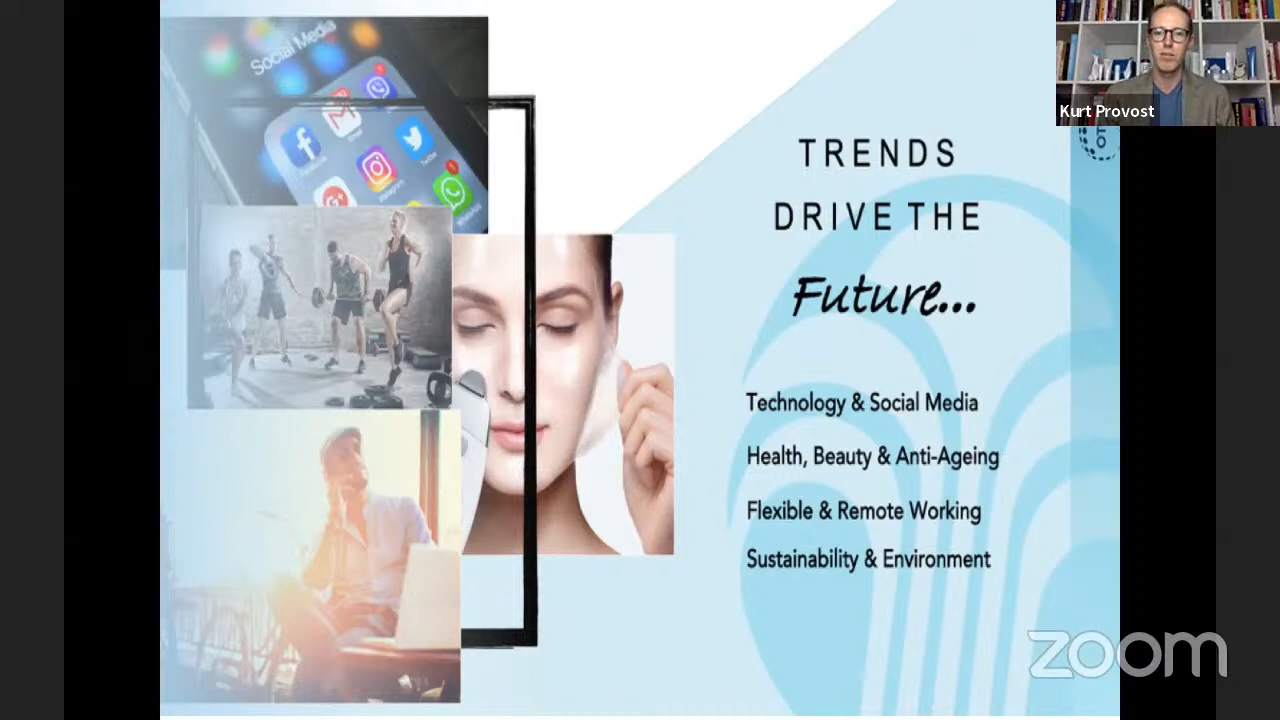 Social Media
Kurt Provost
TRENDS
DRIVE THE
Future...
Technology & Social Media
Health, Beauty & Anti-Ageing
Flexible & Remote Working
Sustainability & Environment
zoom